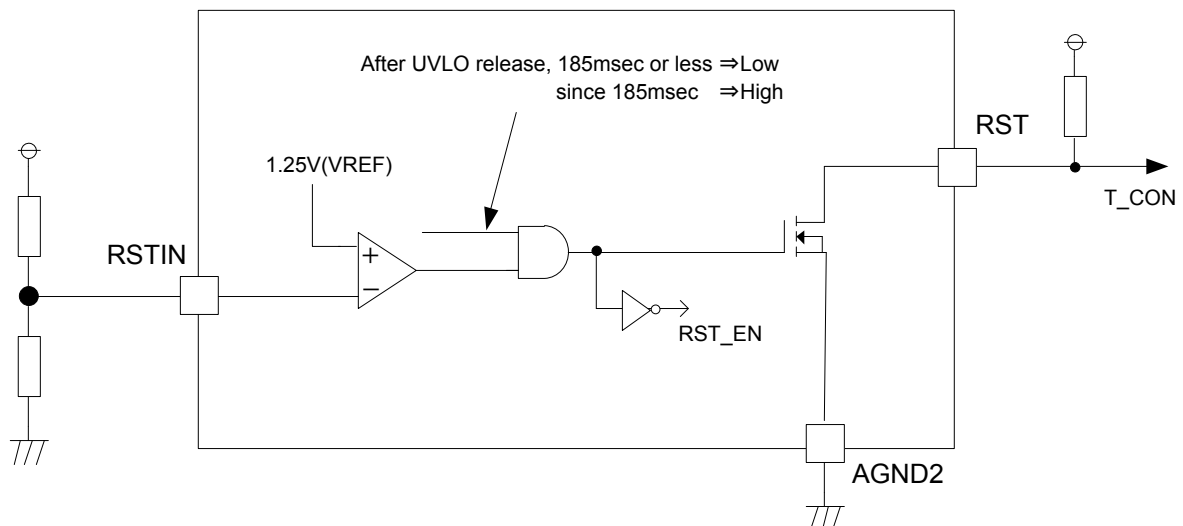 After UVLO release, 185msec or less ⇒Low
since 185msec ⇒High
RST
1.25V(VREF)
T_CON
RSTIN
+
−
RST_EN
AGND2